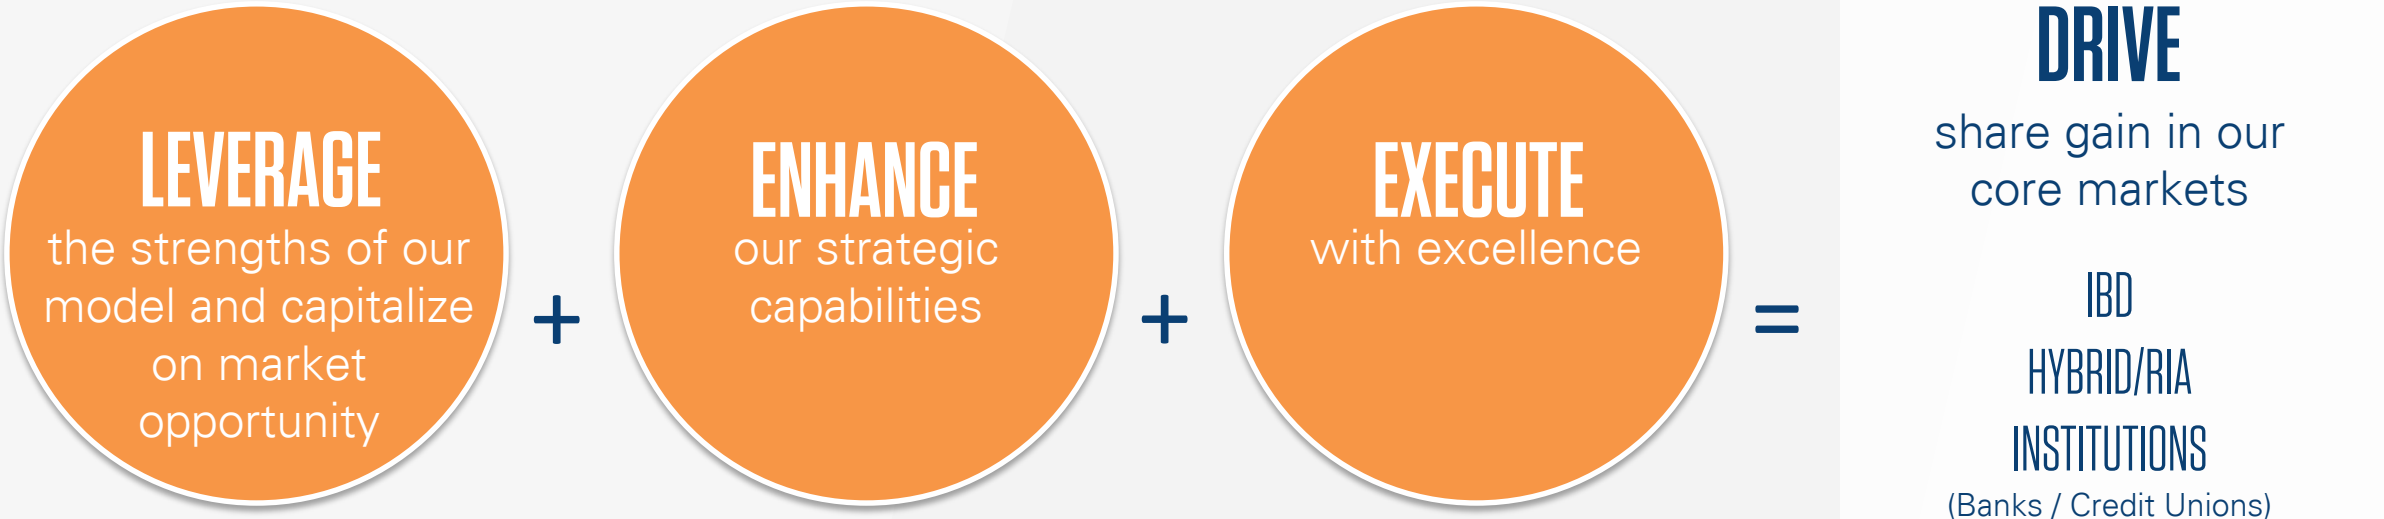 LEVERAGE
the strengths of our
model and capitalize
on market
opportunity
+
ENHANCE
our strategic
capabilities
+
EXECUTE
with excellence
=
DRIVE
share gain in our
core markets
IBD
HYBRID/RIA
INSTITUTIONS
(Banks / Credit Unions)